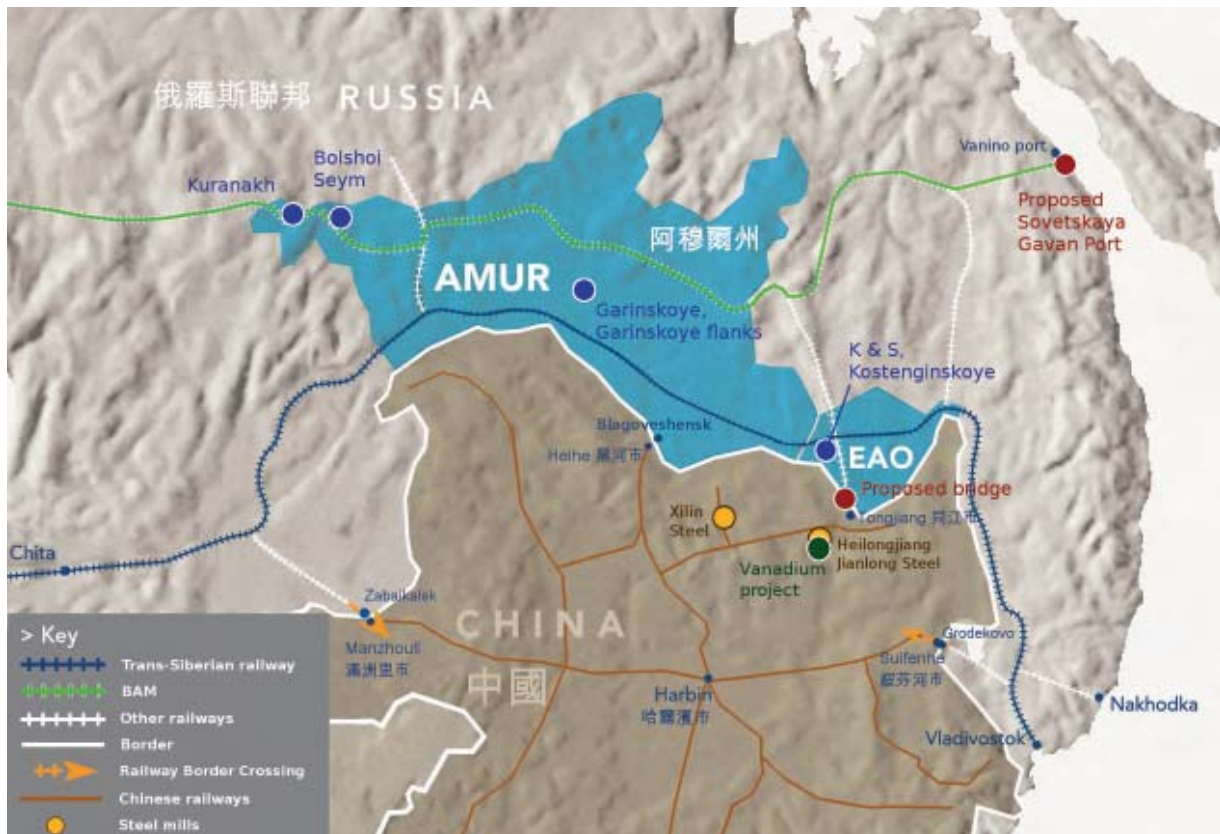 俄羅斯聯邦 RUSSIA
Vanino port
Bolshoi
Seym
Kuranakh
Proposed
Sovetskaya
Gavan Port
阿穆爾州
AMUR
Garinskoye,
Garinskoye flanks
K & S,
Kostenginskoye
Blagoveshensk
Heihe 黑河市
EAO
Proposed bridge
Xilin
Steel
Tongjiang 同江市
Heilongjiang
Jianlong Steel
Vanadium
project
Chita
Zabaikalsk
CHINA
中國
Manzhouli
滿洲里市
Grodekovo
Suifenhe
綏芬河市
Harbin
哈爾濱市
Nakhodka
Vladivostok
> Key
Trans-Siberian railway
BAM
Other railways
Border
Railway Border Crossing
Chinese railways
Steel mills